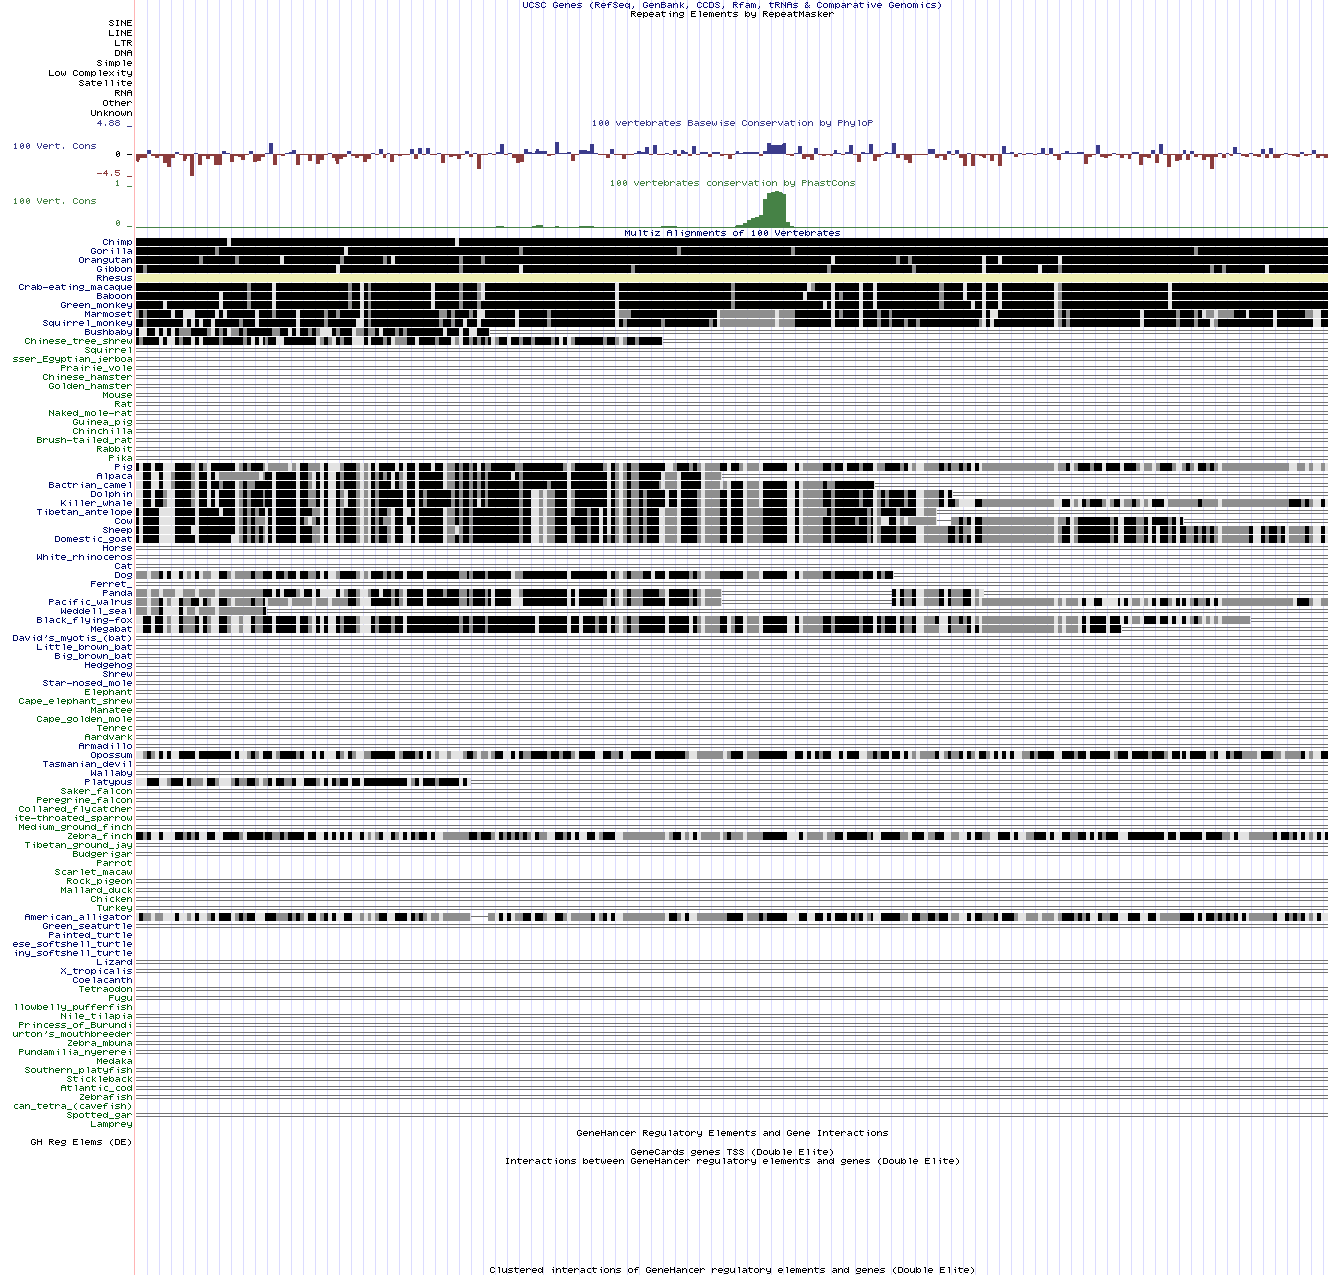 UCSC Genes (RefSeq, GenBank, CCDS, Rfam, tRNAs & Comparative Genomics)
Repeating Elements by RepeatMasker
SINE
LINE
LTR
DNA
Simple
Low Complexity
Satellite
RNA
Other
Unknown
4.88 _
100 vertebrates Basewise Conservation by PhyloP
100 Vert. Cons
0 -
-4.5 _
1 _
100 vertebrates conservation by PhastCons
100 Vert. Cons
0 _
Multiz Alignments of 100 Vertebrates
Chimp
Gorilla
Orangutan
Gibbon
Rhesus
Crab-eating_macaque
Baboon
Green_monkey
Marmoset
Squirrel_monkey
Bushbaby
Chinese_tree_shrew
Squirrel
sser_Egyptian_jerboa
Prairie_vole
Chinese_hamster
Golden_hamster
Mouse
Rat
Naked_mole-rat
Guinea_pig
Chinchilla
Brush-tailed_rat
Rabbit
Pika
Pig
Alpaca
Bactrian_camel
Dolphin
Killer_whale
Tibetan_antelope
Cow
Sheep
Domestic_goat
Horse
White_rhinoceros
Cat
Dog
Ferret_
Panda
Pacific_walrus
Weddell_seal
Black_flying-fox
Megabat
David's_myotis_(bat)
Little_brown_bat
Big_brown_bat
Hedgehog
Shrew
Star-nosed_mole
Elephant
Cape_elephant_shrew
Manatee
Cape_golden_mole
Tenrec
Aardvark
Armadillo
Opossum
Tasmanian_devil
Wallaby
Platypus
Saker_falcon
Peregrine_falcon
Collared_flycatcher
ite-throated_sparrow
Medium_ground_finch
Zebra_finch
Tibetan_ground_jay
Budgerigar
Parrot
Scarlet_macaw
Rock_pigeon
Mallard_duck
Chicken
Turkey
American_alligator
Green_seaturtle
Painted_turtle
ese_softshell_turtle
iny_softshell_turtle
Lizard
X_tropicalis
Coelacanth
Tetraodon
Fugu
llowbelly_pufferfish
Nile_tilapia
Princess_of_Burundi
urton's_mouthbreeder
Zebra_mbuna
Pundamilia_nyererei
Medaka
Southern_platyfish
Stickleback
Atlantic_cod
Zebrafish
can_tetra_(cavefish)
Spotted_gar
Lamprey
GeneHancer Regulatory Elements and Gene Interactions
GH Reg Elems (DE)
GeneCards genes TSS (Double Elite)
Interactions between GeneHancer regulatory elements and genes (Double Elite)
Clustered interactions of GeneHancer regulatory elements and genes (Double Elite)